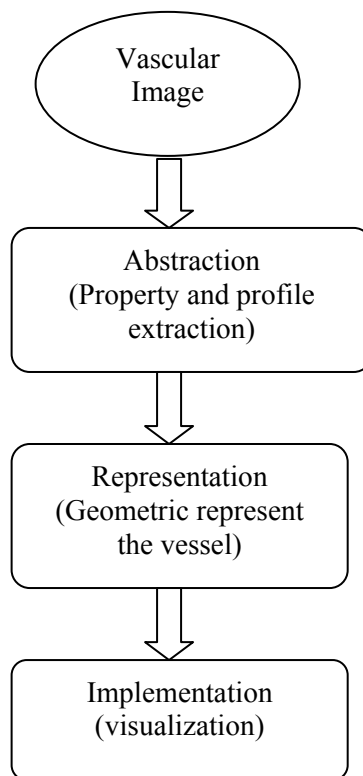 Vascular
Image
Abstraction
(Property and profile
extraction)
Representation
(Geometric represent
the vessel)
Implementation
(visualization)